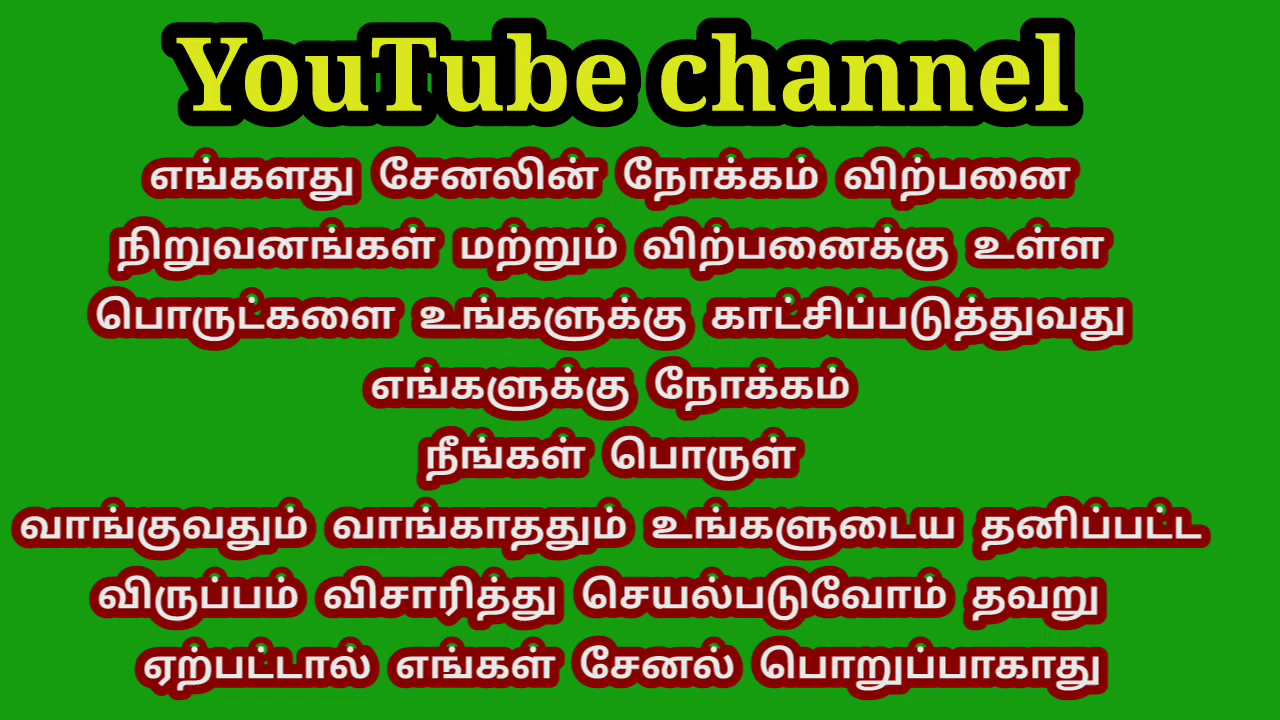 YouTube channel
எங்களது சேனலின் நோக்கம் விற்பனை
நிறுவனங்கள் மற்றும் விற்பனைக்கு உள்ள
பொருட்களை உங்களுக்கு காட்சிப்படுத்துவது
எங்களுக்கு நோக்கம்
நீங்கள் பொருள்
வாங்குவதும் வாங்காததும் உங்களுடைய தனிப்பட்ட
விருப்பம் விசாரித்து செயல்படுவோம் தவறு
ஏற்பட்டால் எங்கள் சேனல் பொறுப்பாகாது